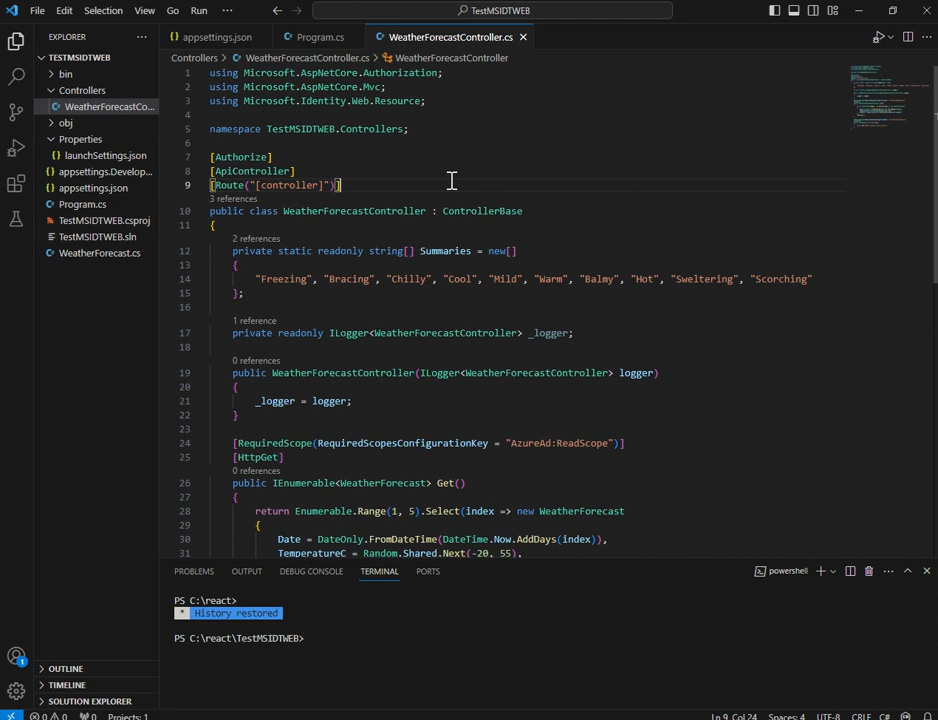 File Edit Selection View Go Run ··· TestMSIDTWEB
EXPLORER ···
TESTMSIDTWEB
bin
Controllers
WeatherForecastCo...
obj
Properties
launchSettings.json
appsettings.Develop...
appsettings.json
Program.cs
TestMSIDTWEB.csproj
TestMSIDTWEB.sln
WeatherForecast.cs
OUTLINE
TIMELINE
SOLUTION EXPLORER
appsettings.json Program.cs WeatherForecastController.cs
Controllers > WeatherForecastController.cs > WeatherForecastController
1 using Microsoft.AspNetCore.Authorization;
2 using Microsoft.AspNetCore.Mvc;
3 using Microsoft.Identity.Web.Resource;
4
5 namespace TestMSIDTWEB.Controllers;
6
7 [Authorize]
8 [ApiController]
9 [Route("[controller]")]
3 references
10 public class WeatherForecastController : ControllerBase
11 {
2 references
12 private static readonly string[] Summaries = new[]
13 {
14 "Freezing", "Bracing", "Chilly", "Cool", "Mild", "Warm", "Balmy", "Hot", "Sweltering", "Scorching"
15 };
16
1 reference
17 private readonly ILogger<WeatherForecastController> _logger;
18
0 references
19 public WeatherForecastController(ILogger<WeatherForecastController> logger)
20 {
21 _logger = logger;
22 }
23
24 [RequiredScope(RequiredScopesConfigurationKey = "AzureAd:ReadScope")]
25 [HttpGet]
0 references
26 public IEnumerable<WeatherForecast> Get()
27 {
28 return Enumerable.Range(1, 5).Select(index => new WeatherForecast
29 {
30 Date = DateOnly.FromDateTime(DateTime.Now.AddDays(index)),
31 TemperatureC = Random.Shared.Next(-20, 55),
PROBLEMS OUTPUT DEBUG CONSOLE TERMINAL PORTS powershell
PS C:\react>
* History restored
PS C:\react\TestMSIDTWEB>
1
0 0 0 Projects: 1 Ln 9, Col 24 Spaces: 4 UTF-8 CRLF C#